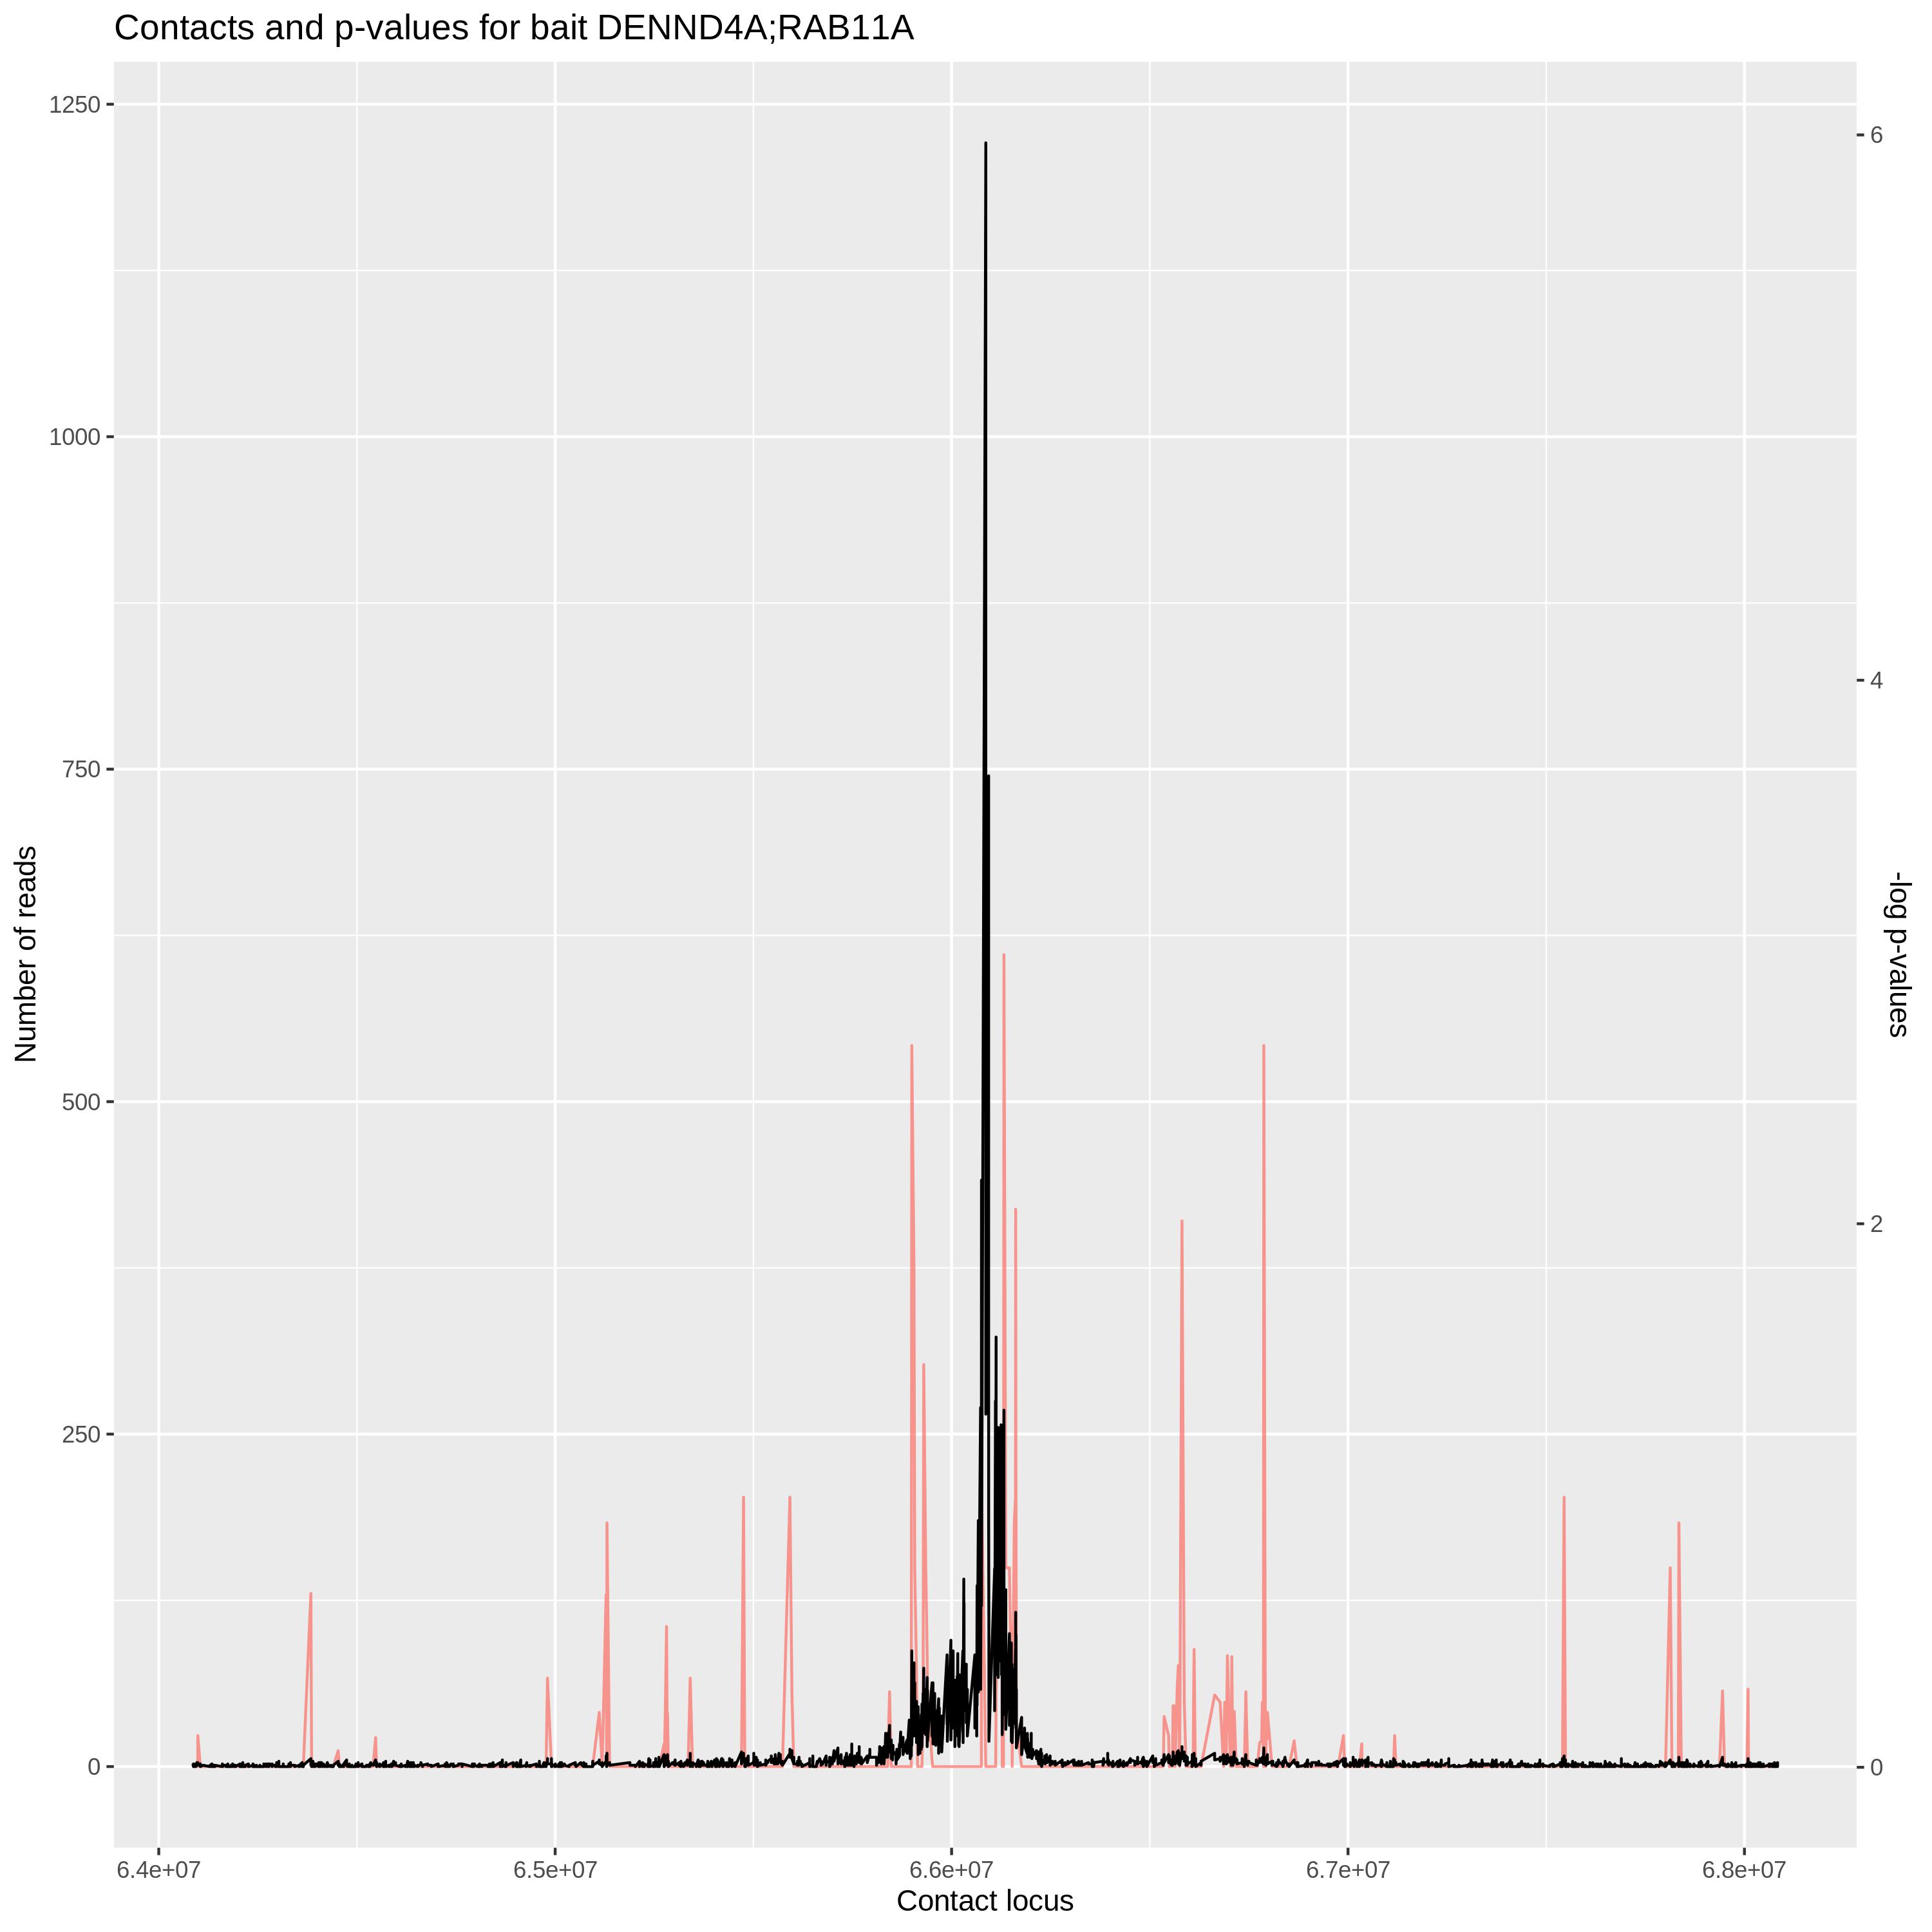 Contacts and p-values for bait DENND4A;RAB11A
1250
1000
750
500
250
0
Number of reads
6
4
2
0
-log p-values
6.4e+07
6.5e+07
6.6e+07
6.7e+07
6.8e+07
Contact locus